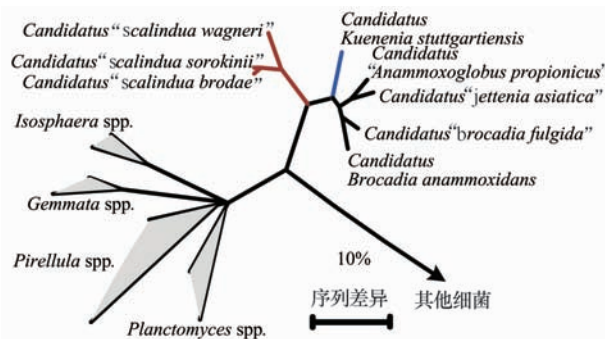 Candidatus“scalindua wagneri”
Candidatus“scalindua sorokinii”
Candidatus“scalindua brodae”
Candidatus
Kuenenia stuttgartiensis
Candidatus
“Anammoxoglobus propionicus”
Candidatus“jettenia asiatica”
Candidatus“brocadia fulgida”
Candidatus
Brocadia anammoxidans
Isosphaera spp.
Gemmata spp.
Pirellula spp.
Planctomyces spp.
10%
序列差异
其他细菌